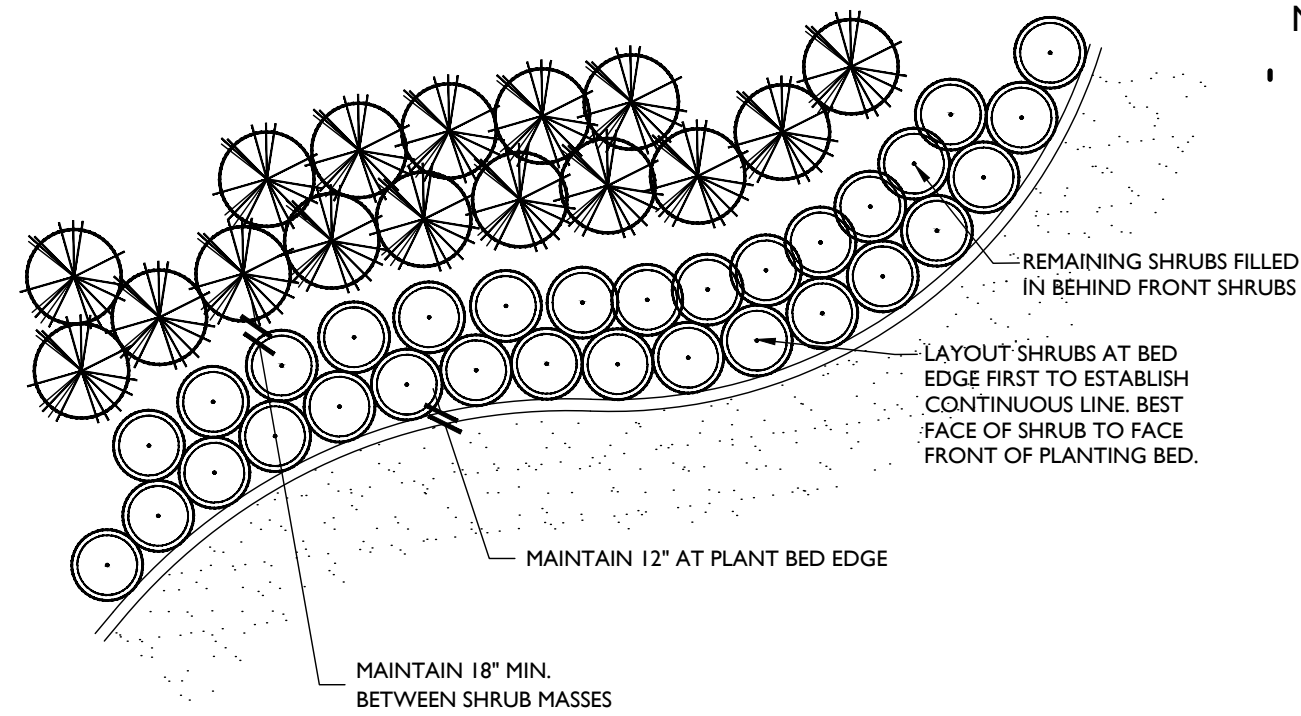 REMAINING SHRUBS FILLED
IN BEHIND FRONT SHRUBS
LAYOUT SHRUBS AT BED
EDGE FIRST TO ESTABLISH
CONTINUOUS LINE. BEST
FACE OF SHRUB TO FACE
FRONT OF PLANTING BED.
MAINTAIN 12" AT PLANT BED EDGE
MAINTAIN 18" MIN.
BETWEEN SHRUB MASSES